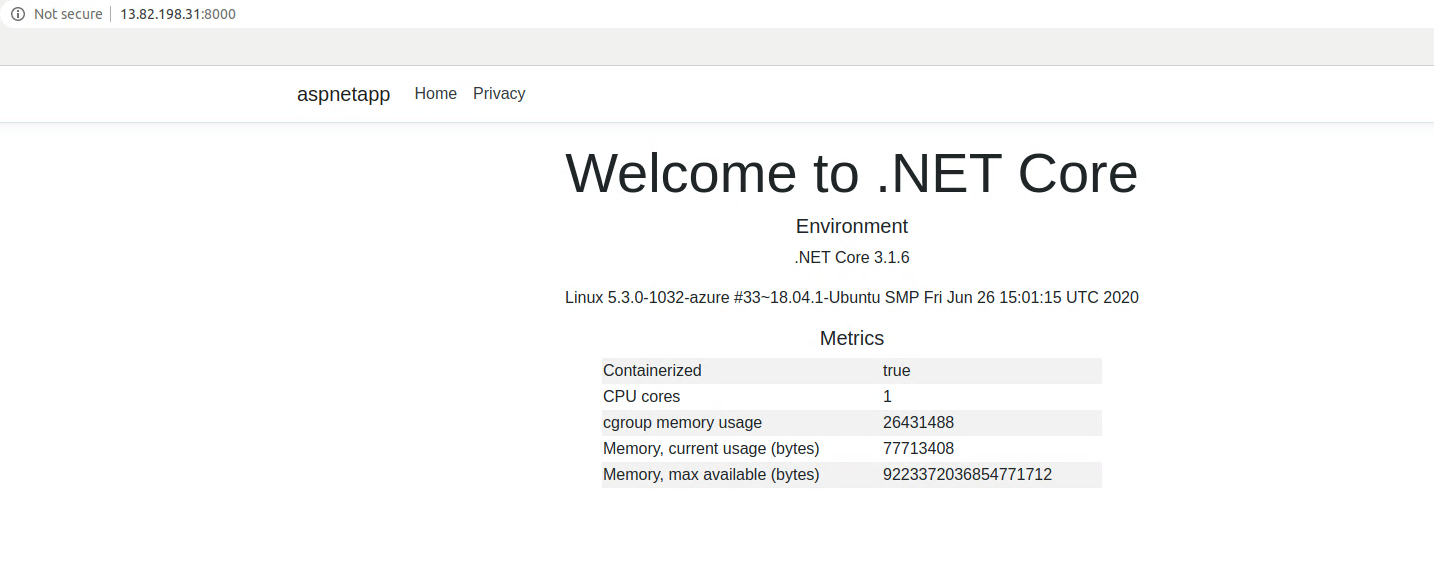 Not secure 13.82.198.31:8000
aspnetapp Home Privacy
Welcome to .NET Core
Environment
.NET Core 3.1.6
Linux 5.3.0-1032-azure #33~18.04.1-Ubuntu SMP Fri Jun 26 15:01:15 UTC 2020
Metrics
Containerized true
CPU cores 1
cgroup memory usage 26431488
Memory, current usage (bytes) 77713408
Memory, max available (bytes) 9223372036854771712